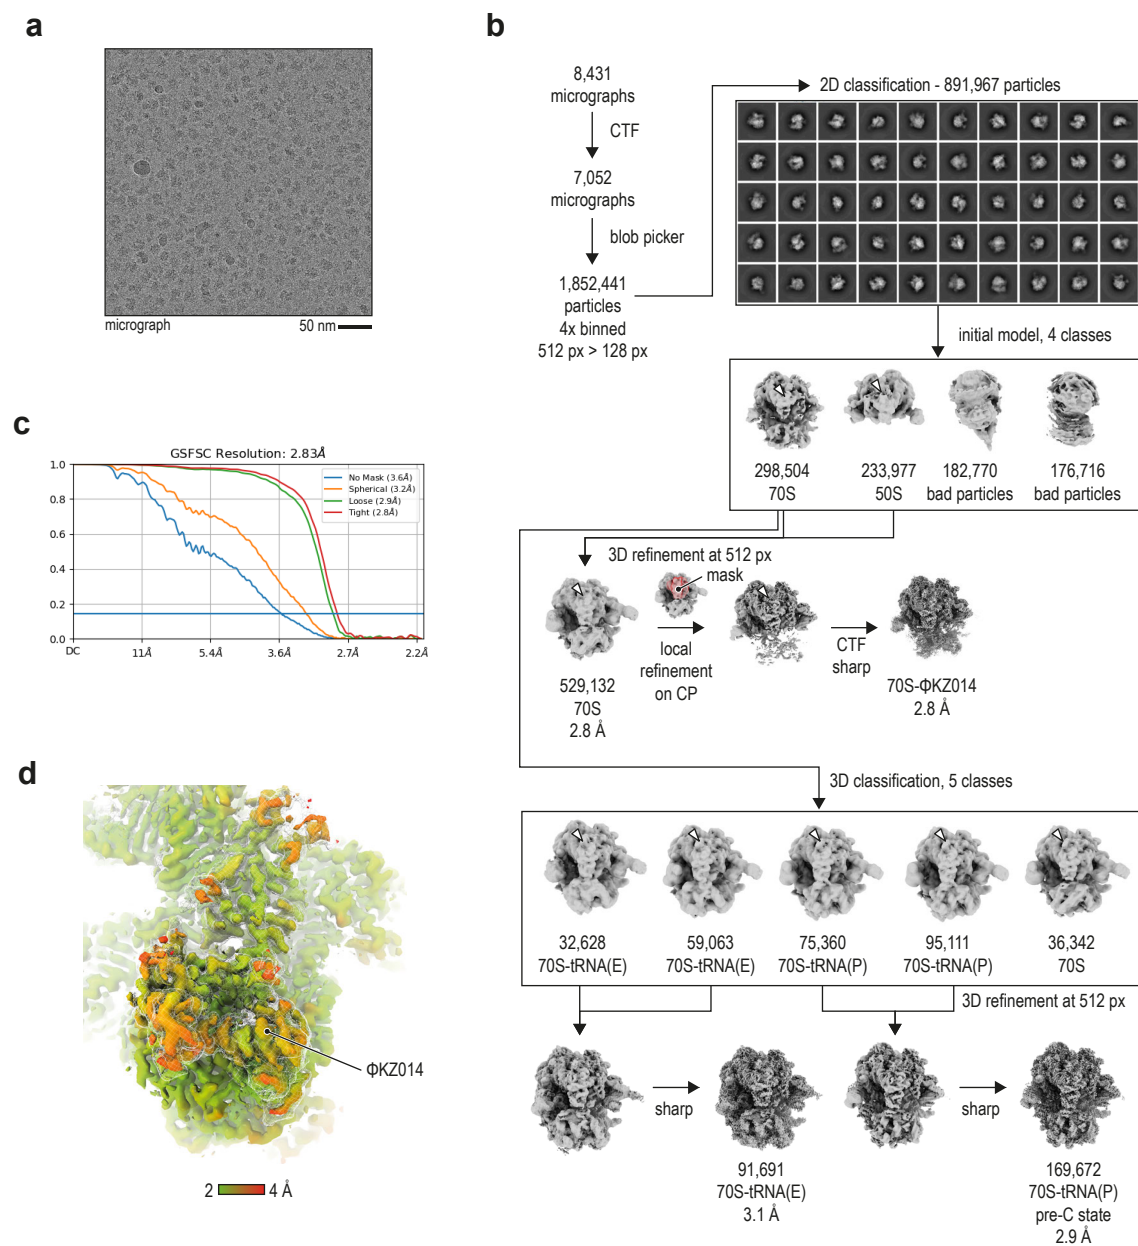 a
micrograph
50 nm
b
8,431
micrographs
CTF
7,052
micrographs
blob picker
1,852,441
particles
4x binned
512 px > 128 px
2D classification - 891,967 particles
initial model, 4 classes
298,504
70S
233,977
50S
182,770
bad particles
176,716
bad particles
3D refinement at 512 px
mask
529,132
70S
2.8 Å
local
refinement
on CP
CTF
sharp
70S-ΦKZ014
2.8 Å
3D classification, 5 classes
32,628
70S-tRNA(E)
59,063
70S-tRNA(E)
75,360
70S-tRNA(P)
95,111
70S-tRNA(P)
36,342
70S
3D refinement at 512 px
sharp
91,691
70S-tRNA(E)
3.1 Å
sharp
169,672
70S-tRNA(P)
pre-C state
2.9 Å
c
GSFSC Resolution: 2.83Å
1.0
0.8
0.6
0.4
0.2
0.0
DC
11Å
5.4Å
3.6Å
2.7Å
2.2Å
No Mask (3.6Å)
Spherical (3.2Å)
Loose (2.9Å)
Tight (2.8Å)
d
ΦKZ014
2
4 Å